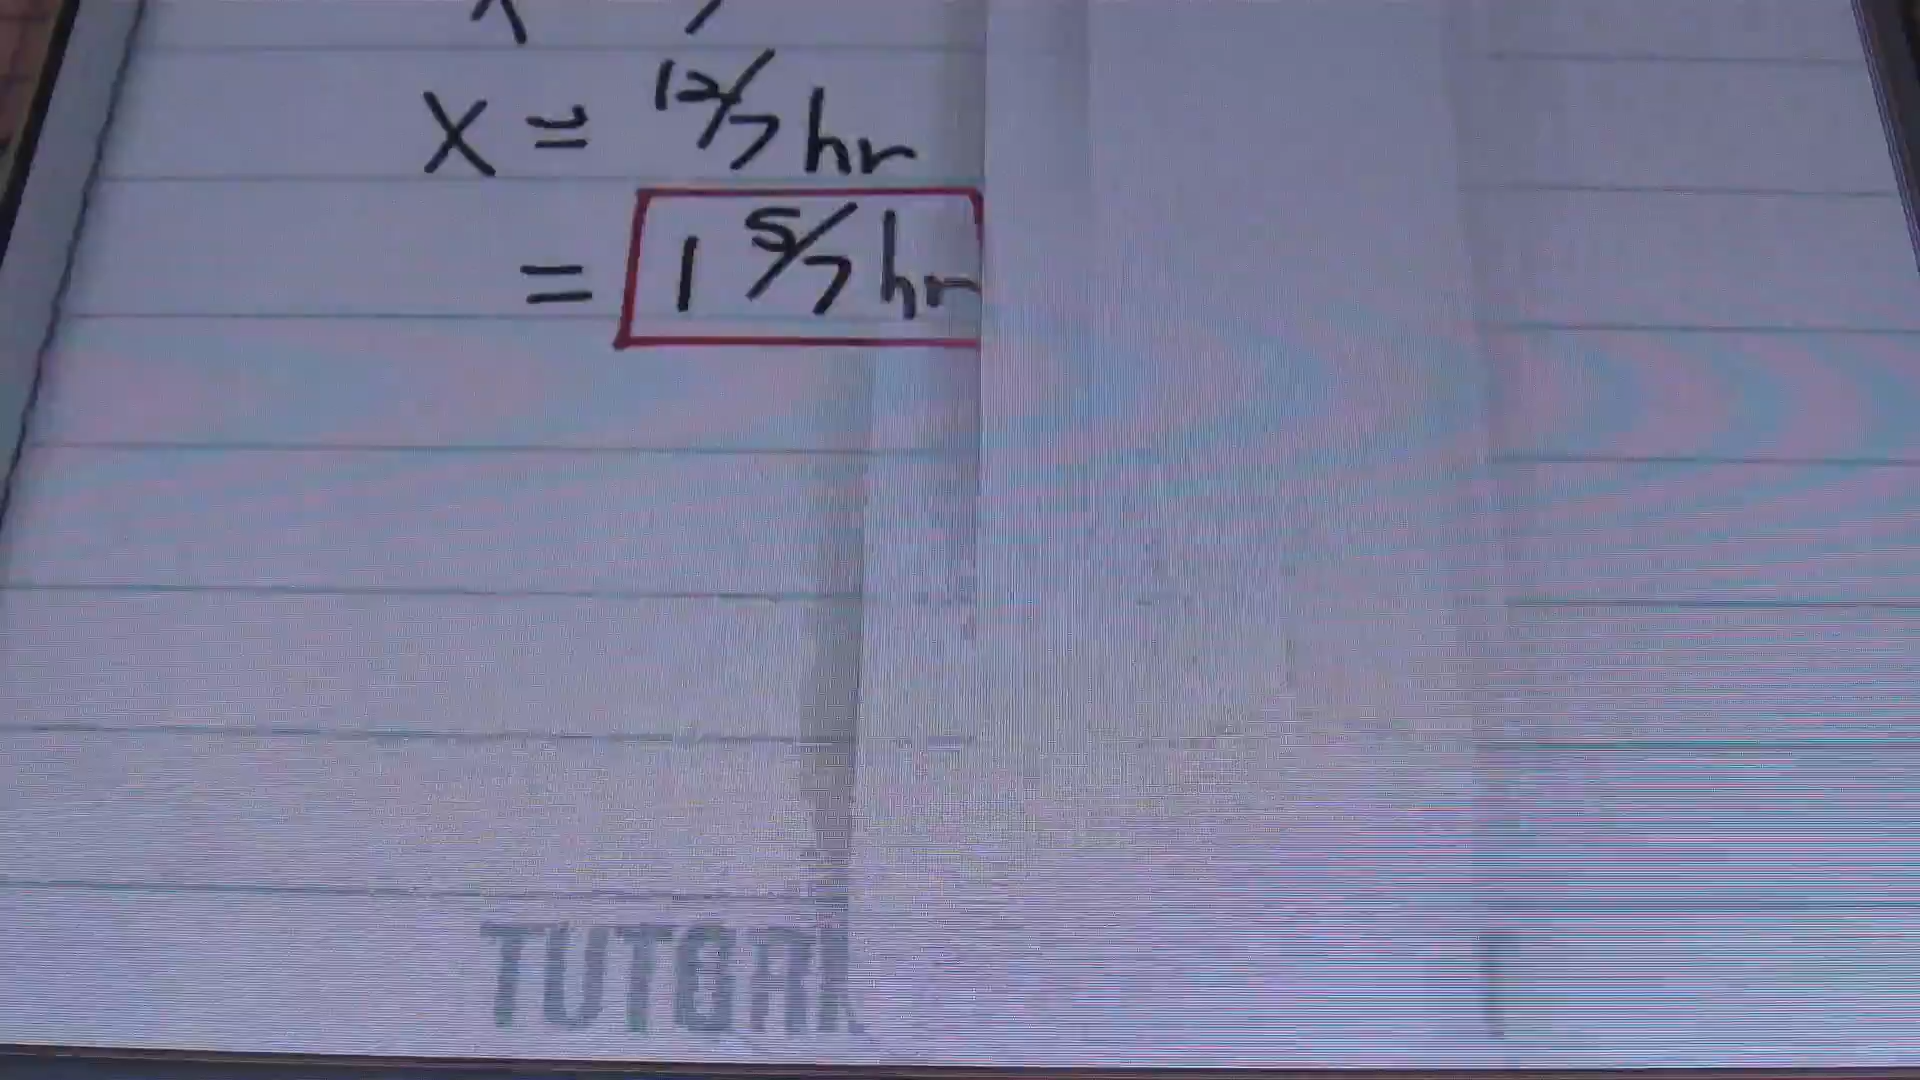 X = 12/7 hr
= 1 5/7 hr